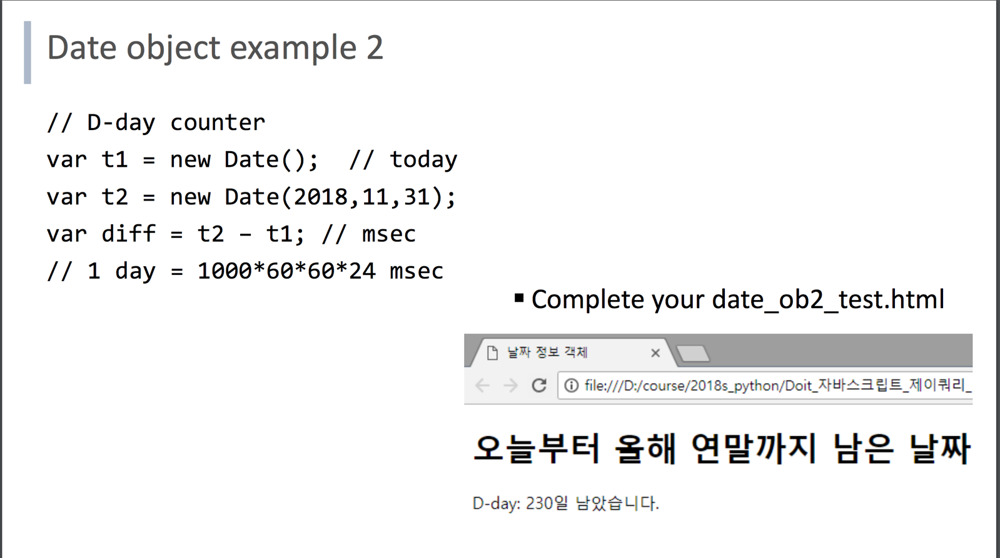 Date object example 2
// D-day counter
var t1 = new Date();  // today
var t2 = new Date(2018,11,31);
var diff = t2 – t1; // msec
// 1 day = 1000*60*60*24 msec
▪ Complete your date_ob2_test.html
날짜 정보 객체
file:///D:/course/2018s_python/Doit_자바스크립트_제이쿼리_
오늘부터 올해 연말까지 남은 날짜
D-day: 230일 남았습니다.